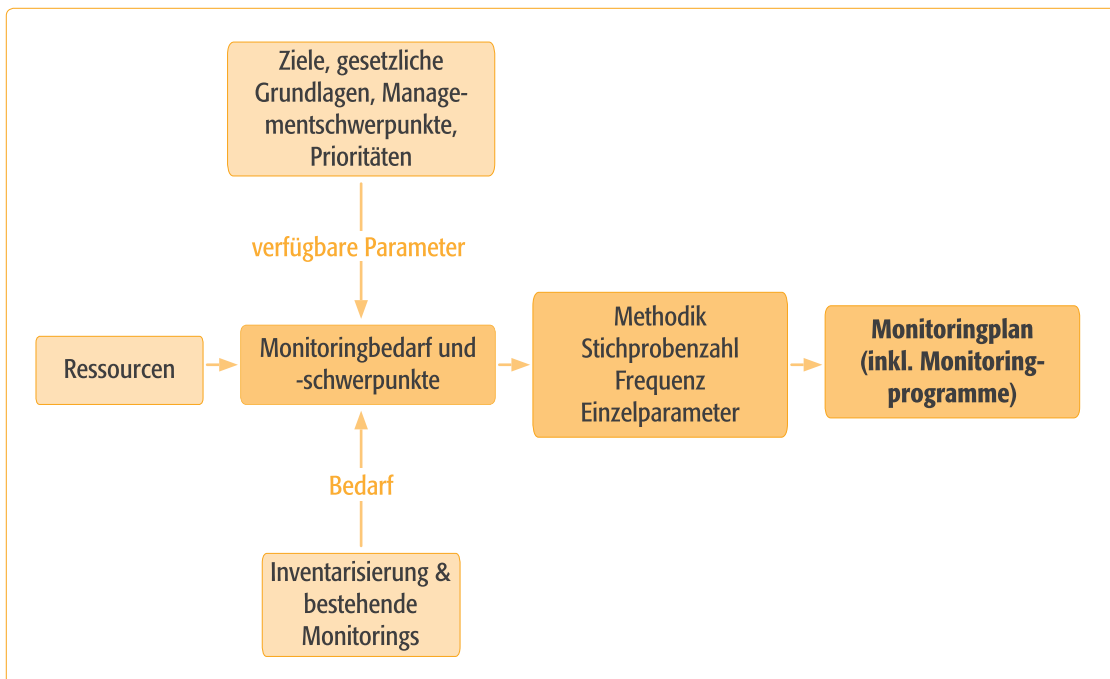 Ziele, gesetzliche
Grundlagen, Manage-
mentschwerpunkte,
Prioritäten
verfügbare Parameter
Ressourcen
Monitoringbedarf und
-schwerpunkte
Methodik
Stichprobenzahl
Frequenz
Einzelparameter
Monitoringplan
(inkl. Monitoring-
programme)
Bedarf
Inventarisierung &
bestehende
Monitorings